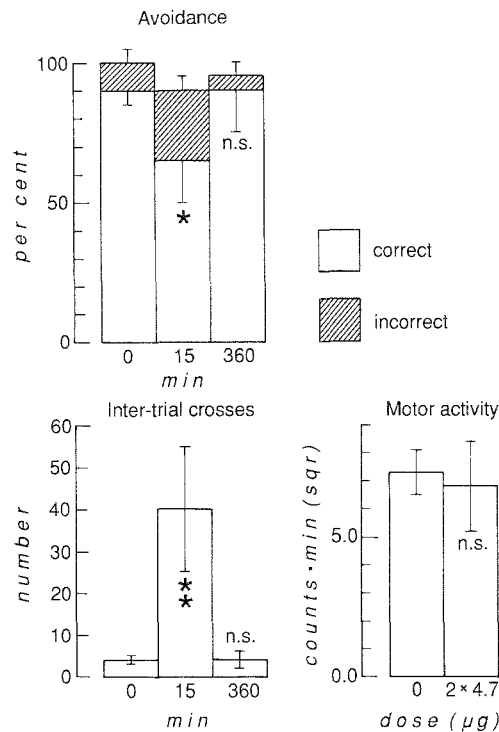 Avoidance
100
50
0
per cent
n.s.
*
0 15 360
min
correct
incorrect
Inter-trial crosses
60
50
40
30
20
10
0
number
*
*
n.s.
0 15 360
min
Motor activity
5.0
0.0
counts·min (sqr)
n.s.
0 2×4.7
dose (µg)